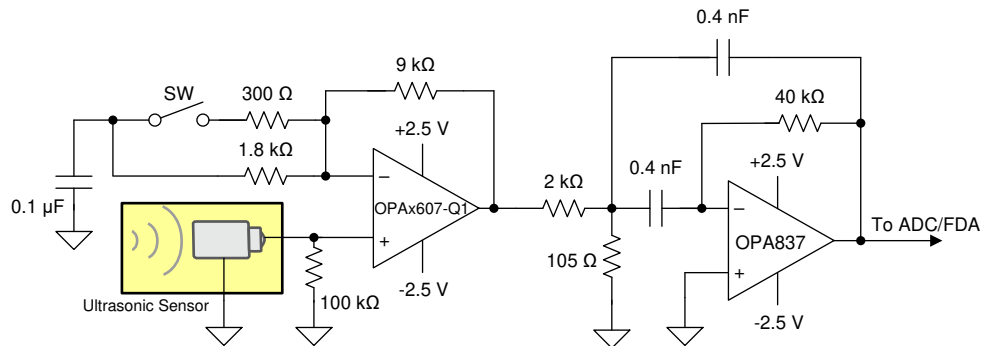 0.4 nF
9 kΩ
SW
300 Ω
40 kΩ
+2.5 V
1.8 kΩ
+2.5 V
0.4 nF
2 kΩ
–
OPAx607-Q1
+
0.1 µF
–
OPA837
+
To ADC/FDA
105 Ω
-2.5 V
100 kΩ
-2.5 V
Ultrasonic Sensor